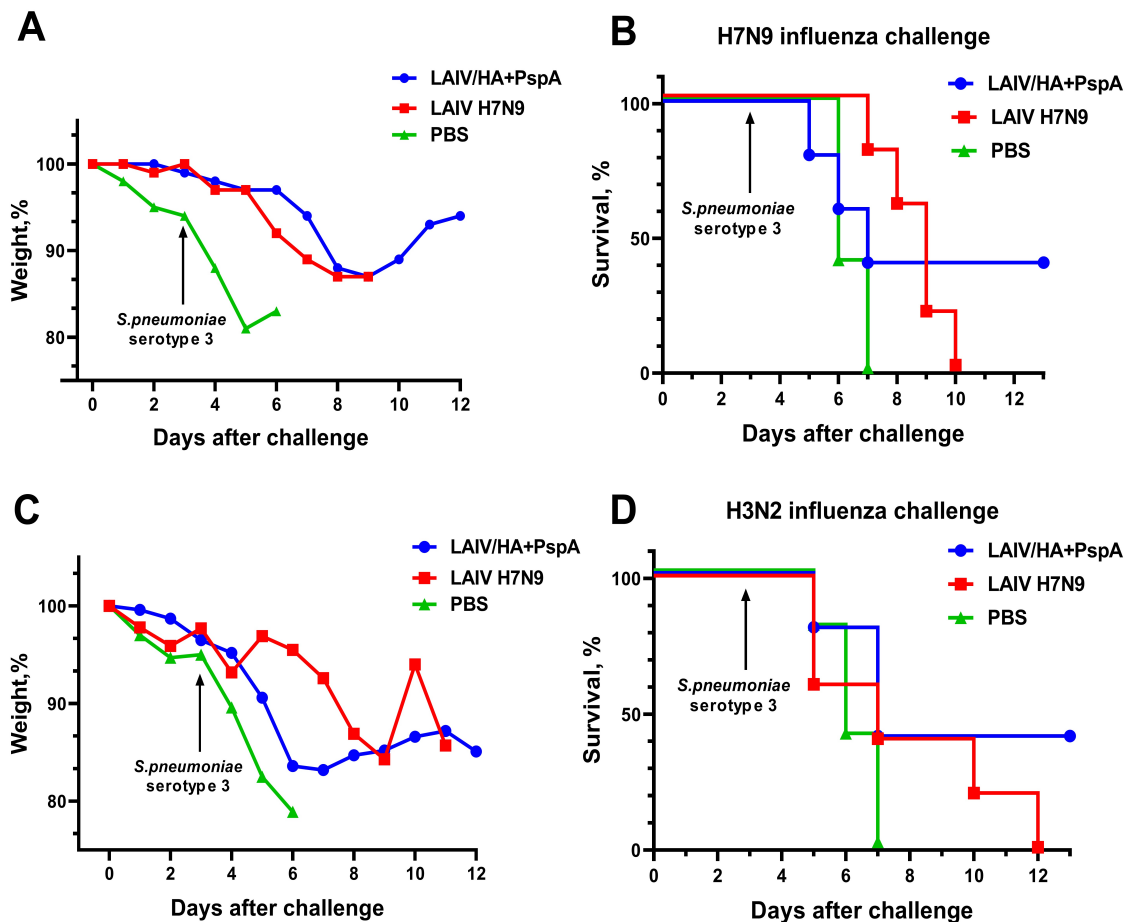 A
LAIV/HA+PspA
LAIV H7N9
PBS
Weight,%
100
90
80
S.pneumoniae
serotype 3
0 2 4 6 8 10 12
Days after challenge
B
H7N9 influenza challenge
LAIV/HA+PspA
LAIV H7N9
PBS
Survival, %
100
50
0
S.pneumoniae
serotype 3
0 2 4 6 8 10 12
Days after challenge
C
LAIV/HA+PspA
LAIV H7N9
PBS
Weight,%
100
90
80
S.pneumoniae
serotype 3
0 2 4 6 8 10 12
Days after challenge
D
H3N2 influenza challenge
LAIV/HA+PspA
LAIV H7N9
PBS
Survival, %
100
50
0
S.pneumoniae
serotype 3
0 2 4 6 8 10 12
Days after challenge